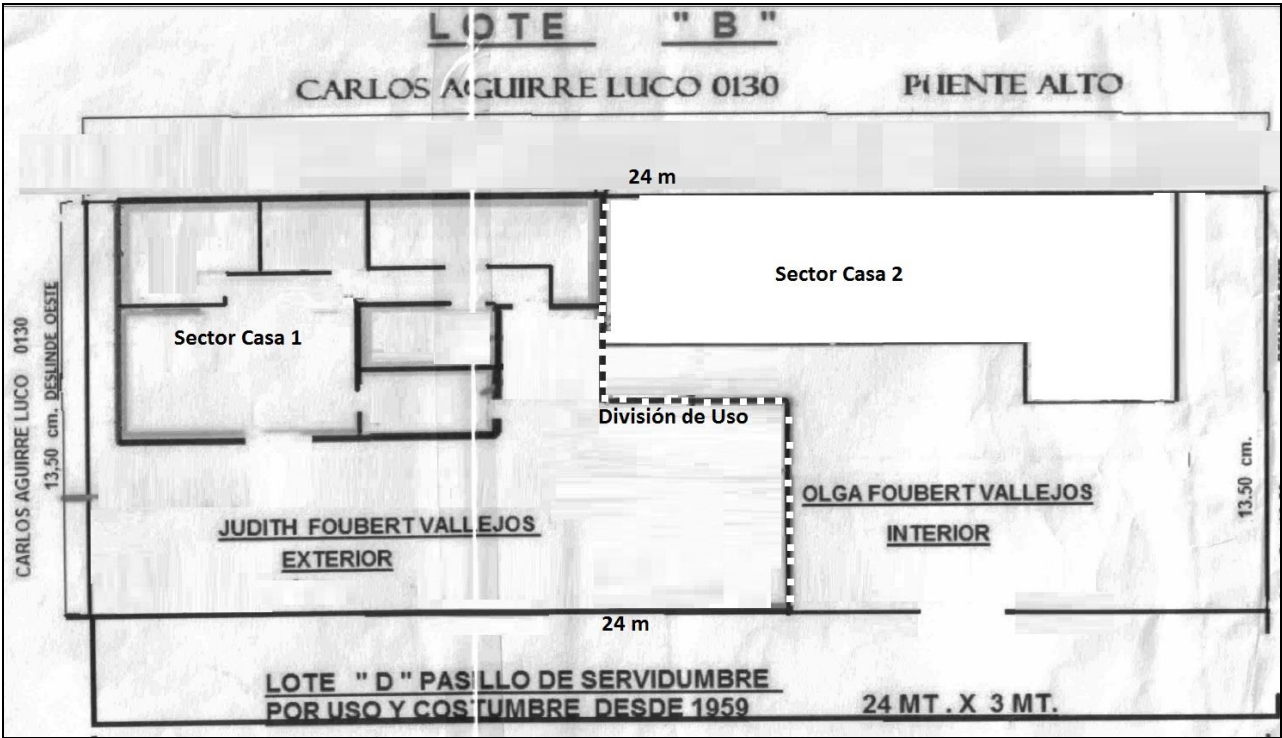 LOTE "B"
CARLOS AGUIRRE LUCO 0130 PUENTE ALTO
24 m
CARLOS AGUIRRE LUCO 0130
13,50 cm. DESLINDE OESTE
Sector Casa 1
Sector Casa 2
División de Uso
JUDITH FOUBERT VALLEJOS
EXTERIOR
OLGA FOUBERT VALLEJOS
INTERIOR
13.50 cm.
24 m
LOTE "D" PASILLO DE SERVIDUMBRE
POR USO Y COSTUMBRE DESDE 1959 24 MT. X 3 MT.